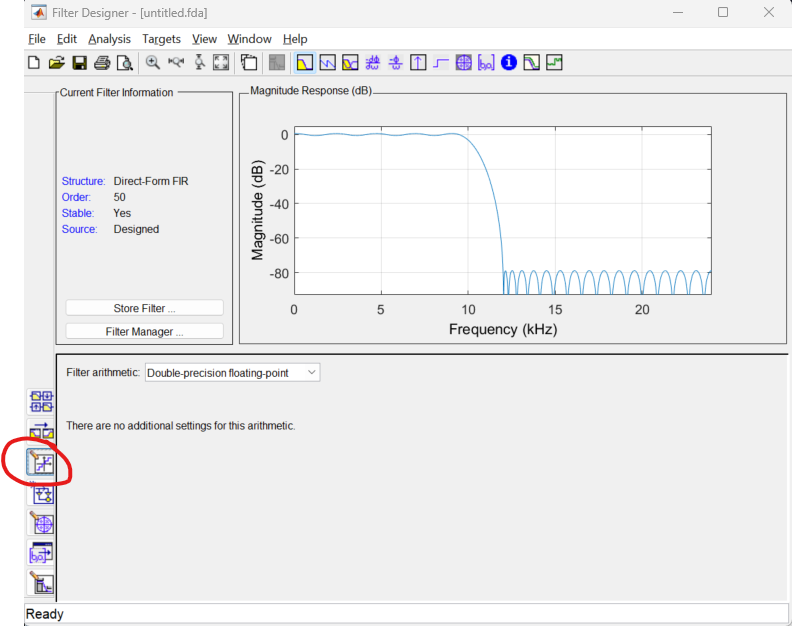 Filter Designer - [untitled.fda]
File Edit Analysis Targets View Window Help
Current Filter Information
Structure: Direct-Form FIR
Order: 50
Stable: Yes
Source: Designed
Store Filter ...
Filter Manager ...
Magnitude Response (dB)
Magnitude (dB)
0
-20
-40
-60
-80
0 5 10 15 20
Frequency (kHz)
Filter arithmetic: Double-precision floating-point
There are no additional settings for this arithmetic.
Ready